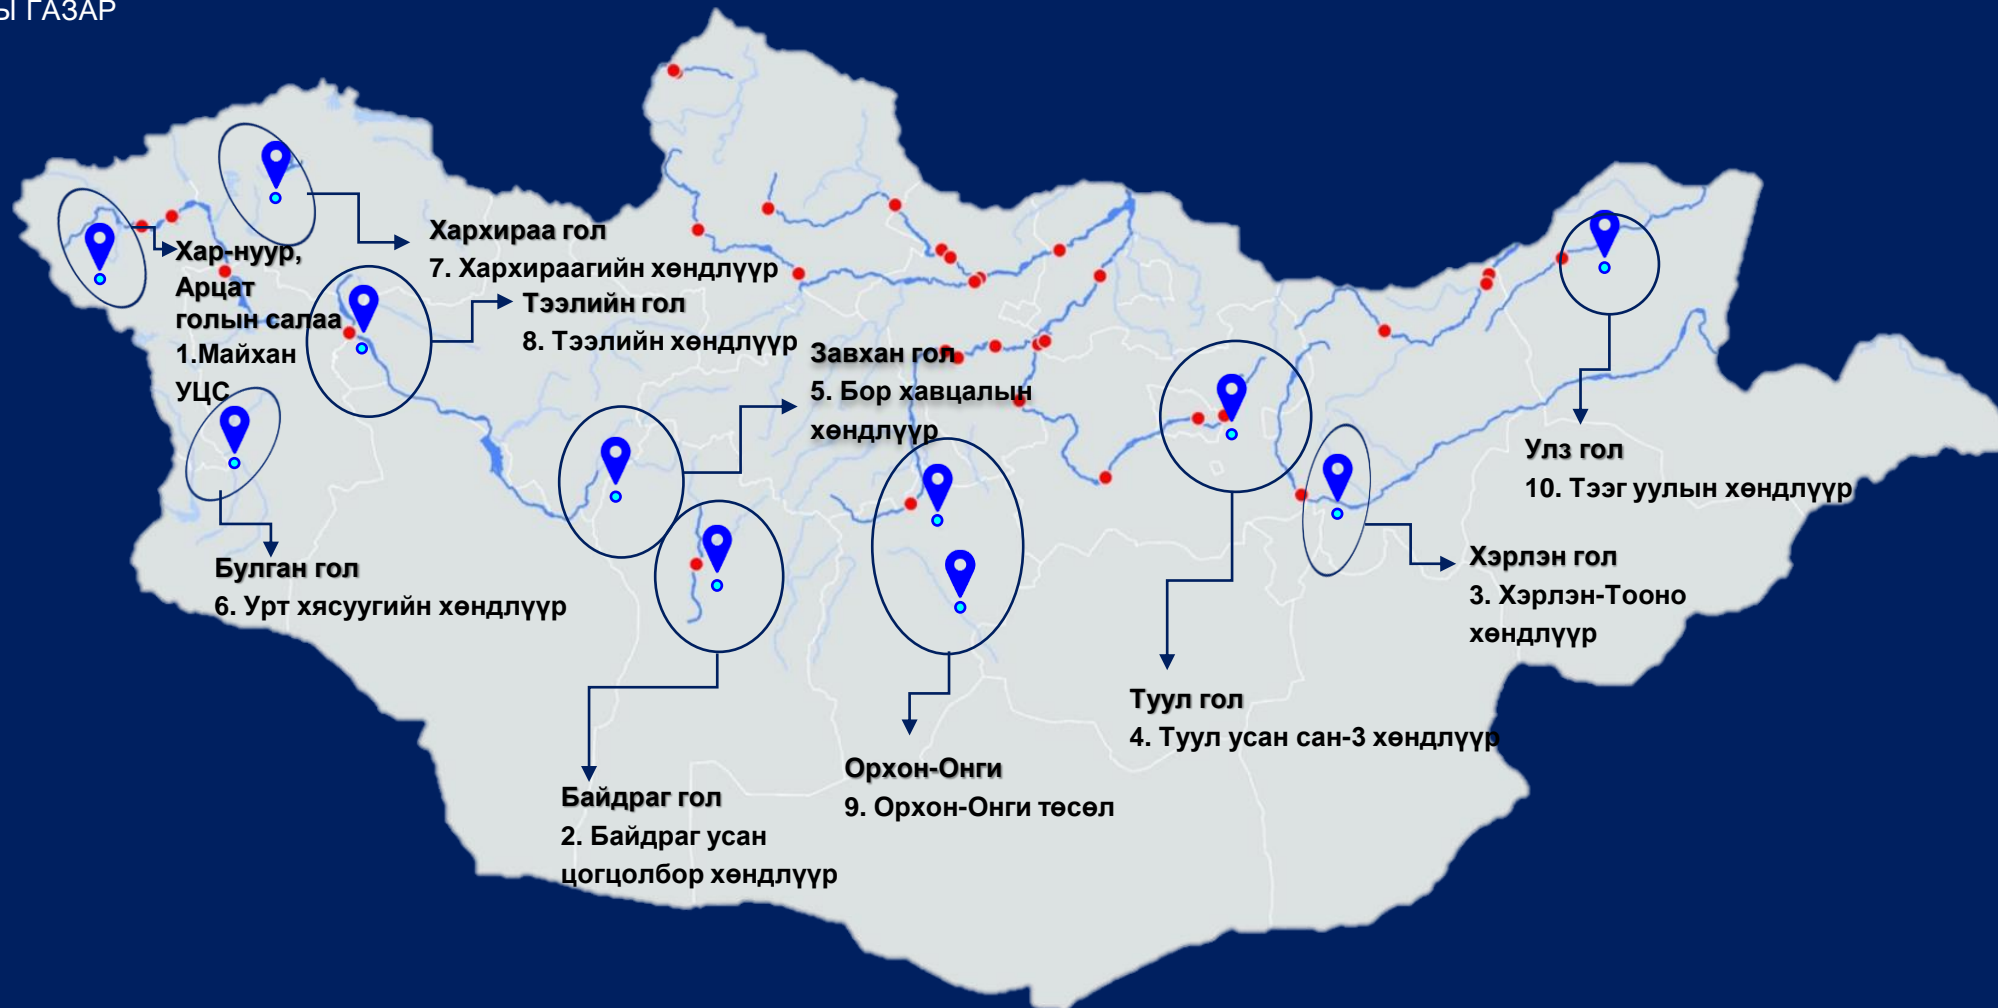 Ы ГАЗАР
Хархираа гол
7. Хархираагийн хөндлүүр
Хар-нуур,
Арцат
голын салаа
1.Майхан
УЦС
Тээлийн гол
8. Тээлийн хөндлүүр
Завхан гол
5. Бор хавцалын
хөндлүүр
Улз гол
10. Тээг уулын хөндлүүр
Булган гол
6. Урт хясуугийн хөндлүүр
Хэрлэн гол
3. Хэрлэн-Тооно
хөндлүүр
Туул гол
4. Туул усан сан-3 хөндлүүр
Орхон-Онги
9. Орхон-Онги төсөл
Байдраг гол
2. Байдраг усан
цогцолбор хөндлүүр